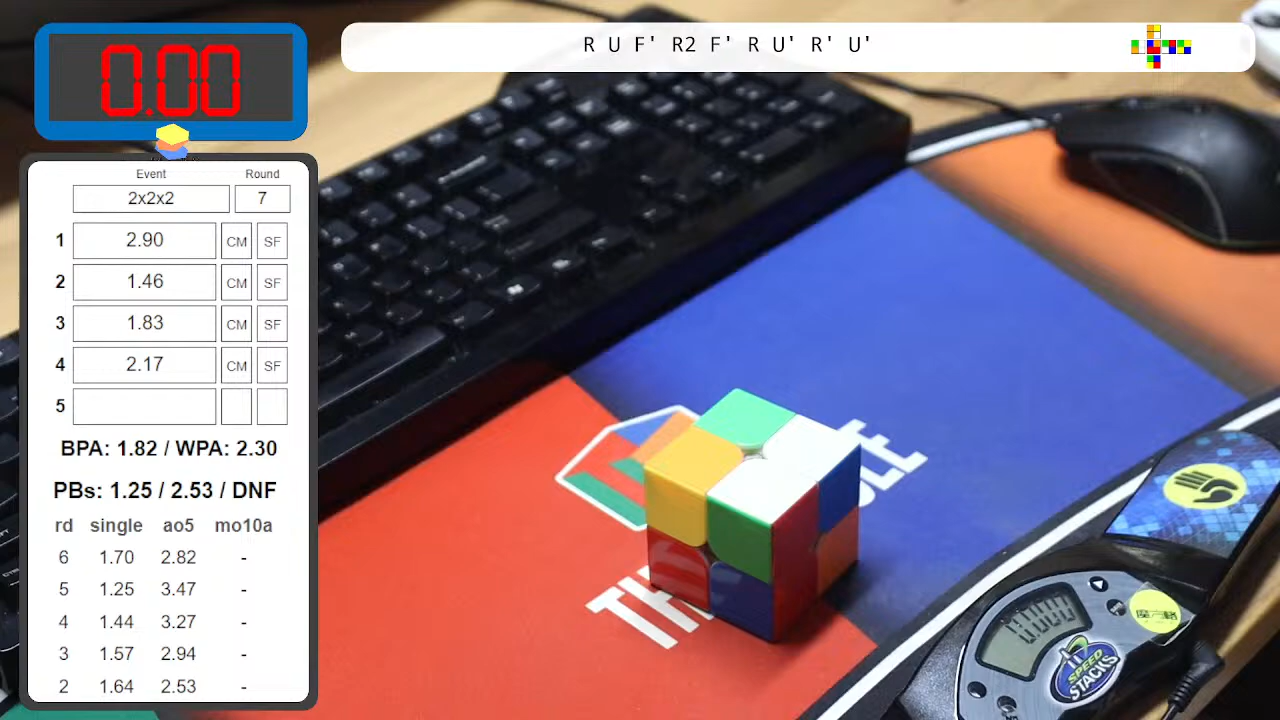 0.00
R U F' R2 F' R U' R' U'
Event Round
2x2x2 7
1 2.90 CM SF
2 1.46 CM SF
3 1.83 CM SF
4 2.17 CM SF
5
BPA: 1.82 / WPA: 2.30
PBs: 1.25 / 2.53 / DNF
rd single ao5 mo10a
6 1.70 2.82 -
5 1.25 3.47 -
4 1.44 3.27 -
3 1.57 2.94 -
2 1.64 2.53 -
0.000
SPEED
STACKS